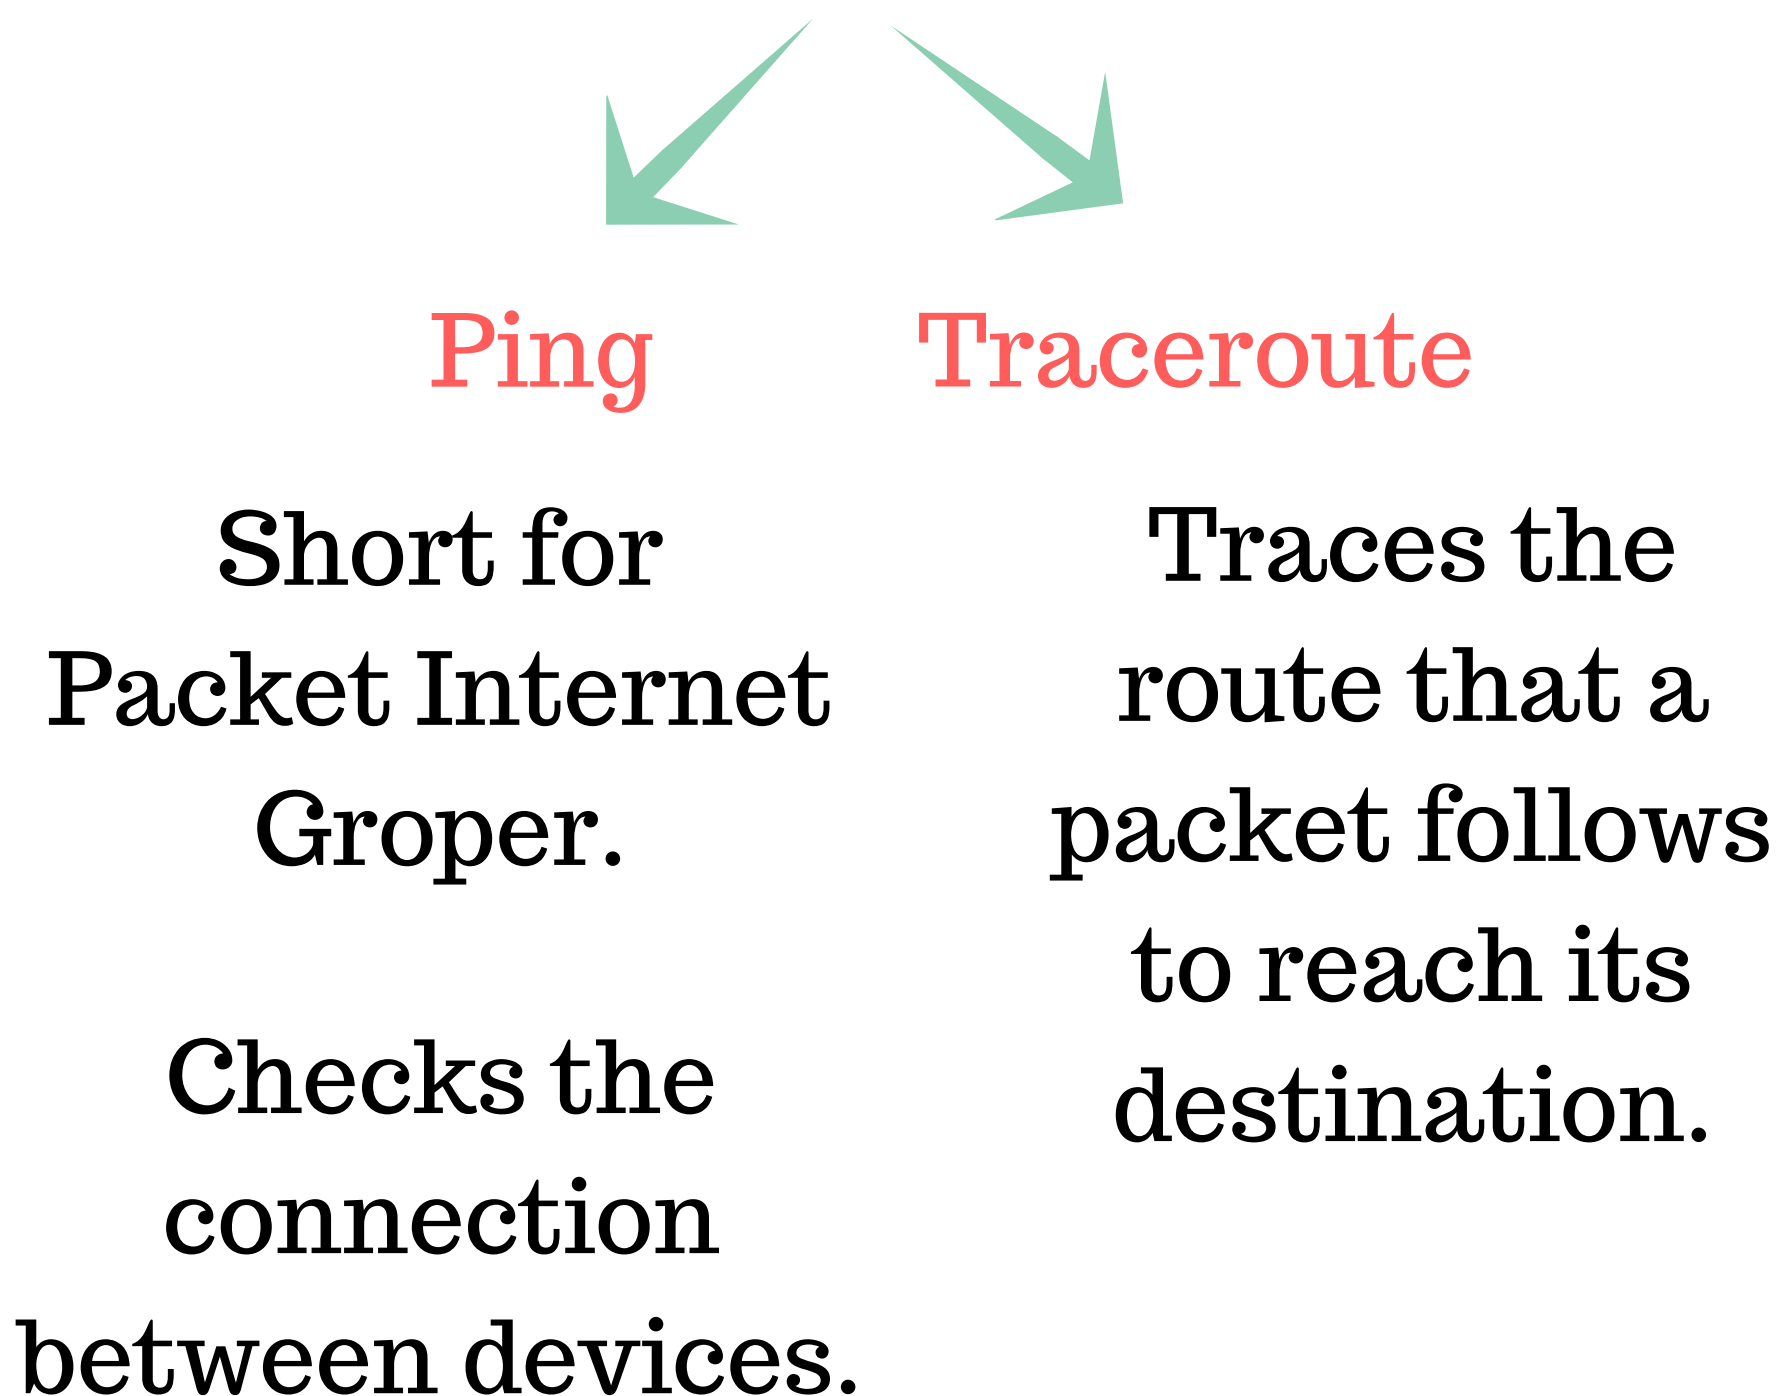 Ping
Short for
Packet Internet
Groper.
Checks the
connection
between devices.
Traceroute
Traces the
route that a
packet follows
to reach its
destination.